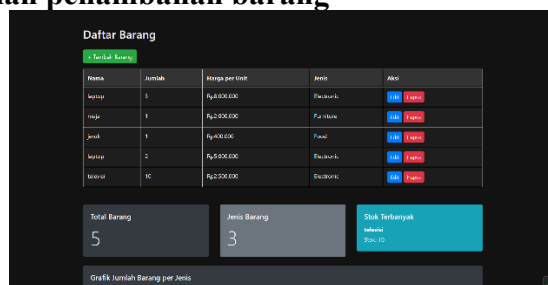 penambahan barang
Daftar Barang
+ Tambah Barang
Nama Jumlah Harga per Unit Jenis Aksi
laptop 5 Rp8.000.000 Electronic Edit Hapus
meja 1 Rp2.000.000 Furniture Edit Hapus
jeruk 1 Rp400.000 Food Edit Hapus
laptop 2 Rp5.000.000 Electronic Edit Hapus
televisi 10 Rp2.500.000 Electronic Edit Hapus
Total Barang
5
Jenis Barang
3
Stok Terbanyak
televisi
Stok: 10
Grafik Jumlah Barang per Jenis